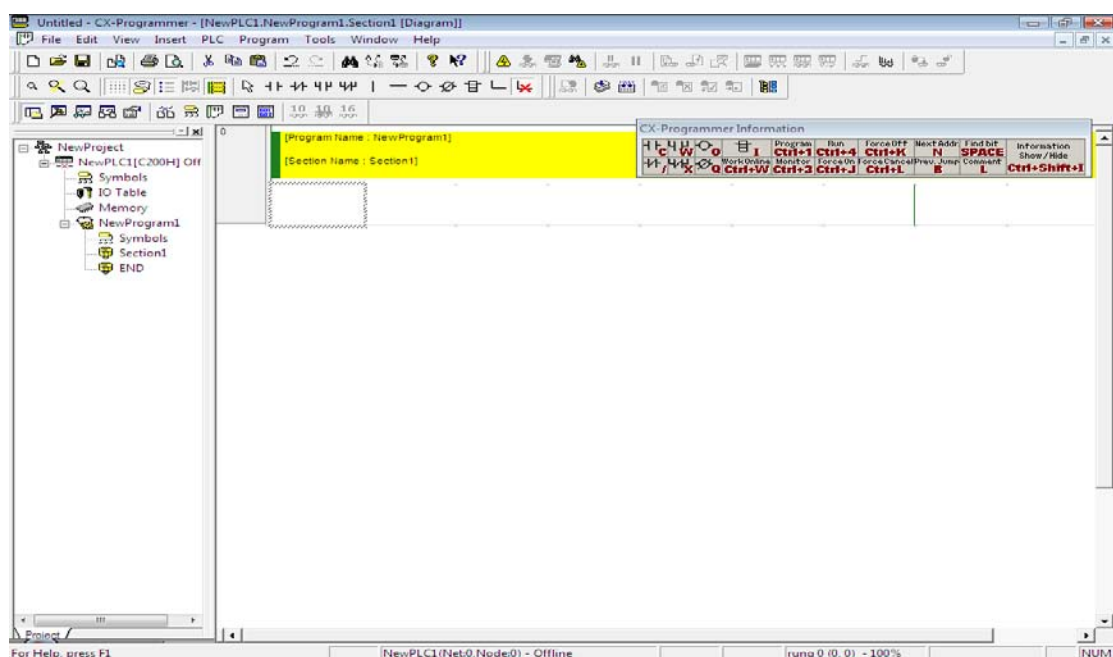 Untitled - CX-Programmer - [NewPLC1.NewProgram1.Section1 [Diagram]]
File Edit View Insert PLC Program Tools Window Help
10 10 16
NewProject
NewPLC1[C200H] Off
Symbols
IO Table
Memory
NewProgram1
Symbols
Section1
END
Project
0
[Program Name : NewProgram1]
[Section Name : Section1]
CX-Programmer Information
C W O I Program Ctrl+1 Run Ctrl+4 Force Off Ctrl+K Next Addr N Find bit SPACE Information Show/Hide Ctrl+Shift+I
/ X Q Work Online Ctrl+W Monitor Ctrl+3 Force On Ctrl+J Force Cancel Ctrl+L Prev. Jump B Comment L
For Help, press F1
NewPLC1(Net:0,Node:0) - Offline
rung 0 (0, 0) - 100%
NUM